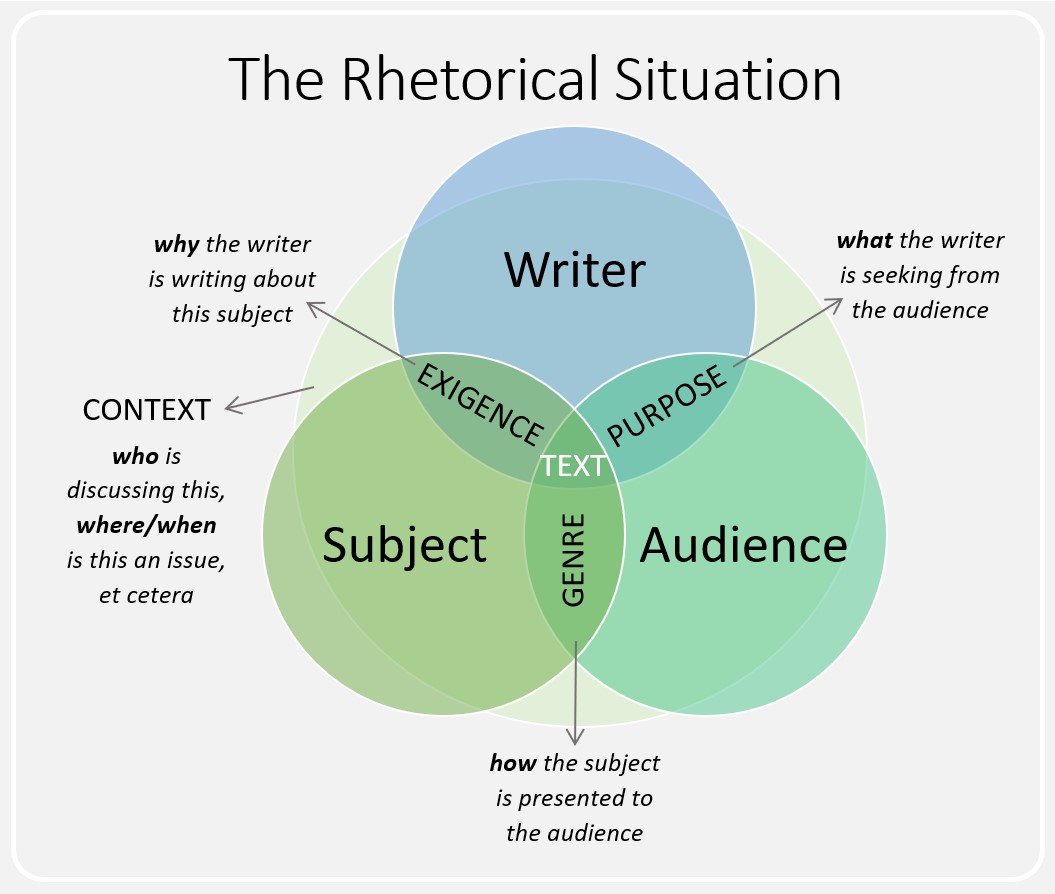 The Rhetorical Situation
why the writer
is writing about
this subject
what the writer
is seeking from
the audience
Writer
EXIGENCE
PURPOSE
CONTEXT
who is
discussing this,
where/when
is this an issue,
et cetera
TEXT
Subject
GENRE
Audience
how the subject
is presented to
the audience